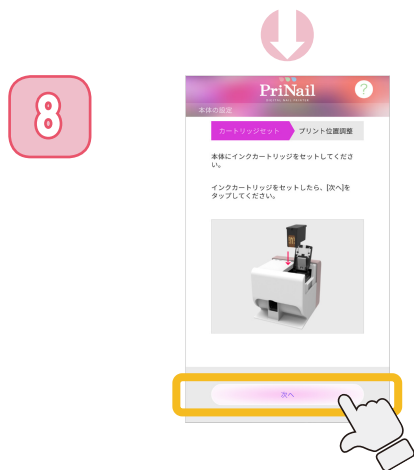 8
PriNail
DIGITAL NAIL PRINTER
?
本体の設定
カートリッジセット
プリント位置調整
本体にインクカートリッジをセットしてくださ
い。
インクカートリッジをセットしたら、[次へ]を
タップしてください。
次へ